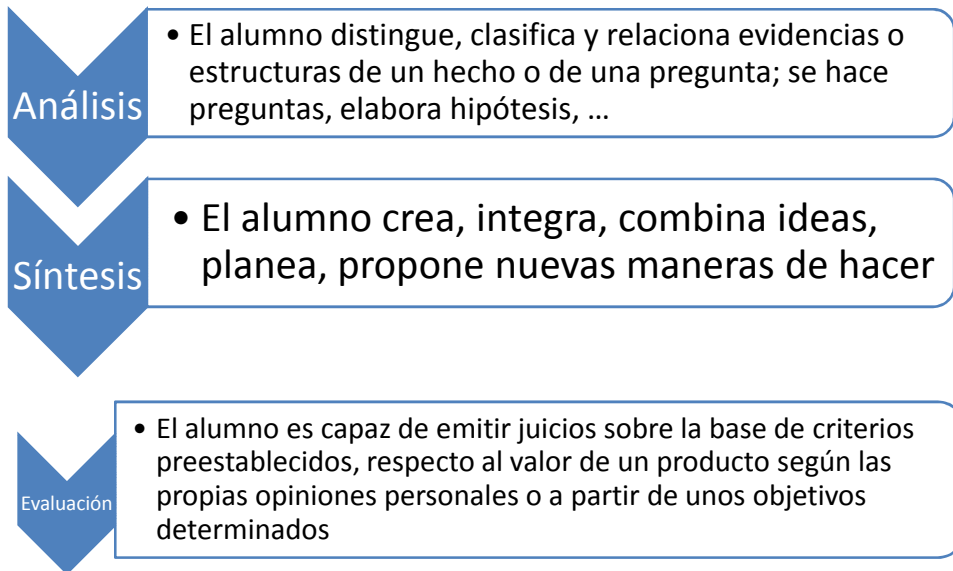 Análisis
• El alumno distingue, clasifica y relaciona evidencias o
estructuras de un hecho o de una pregunta; se hace
preguntas, elabora hipótesis, ...
Síntesis
• El alumno crea, integra, combina ideas,
planea, propone nuevas maneras de hacer
Evaluación
• El alumno es capaz de emitir juicios sobre la base de criterios
preestablecidos, respecto al valor de un producto según las
propias opiniones personales o a partir de unos objetivos
determinados